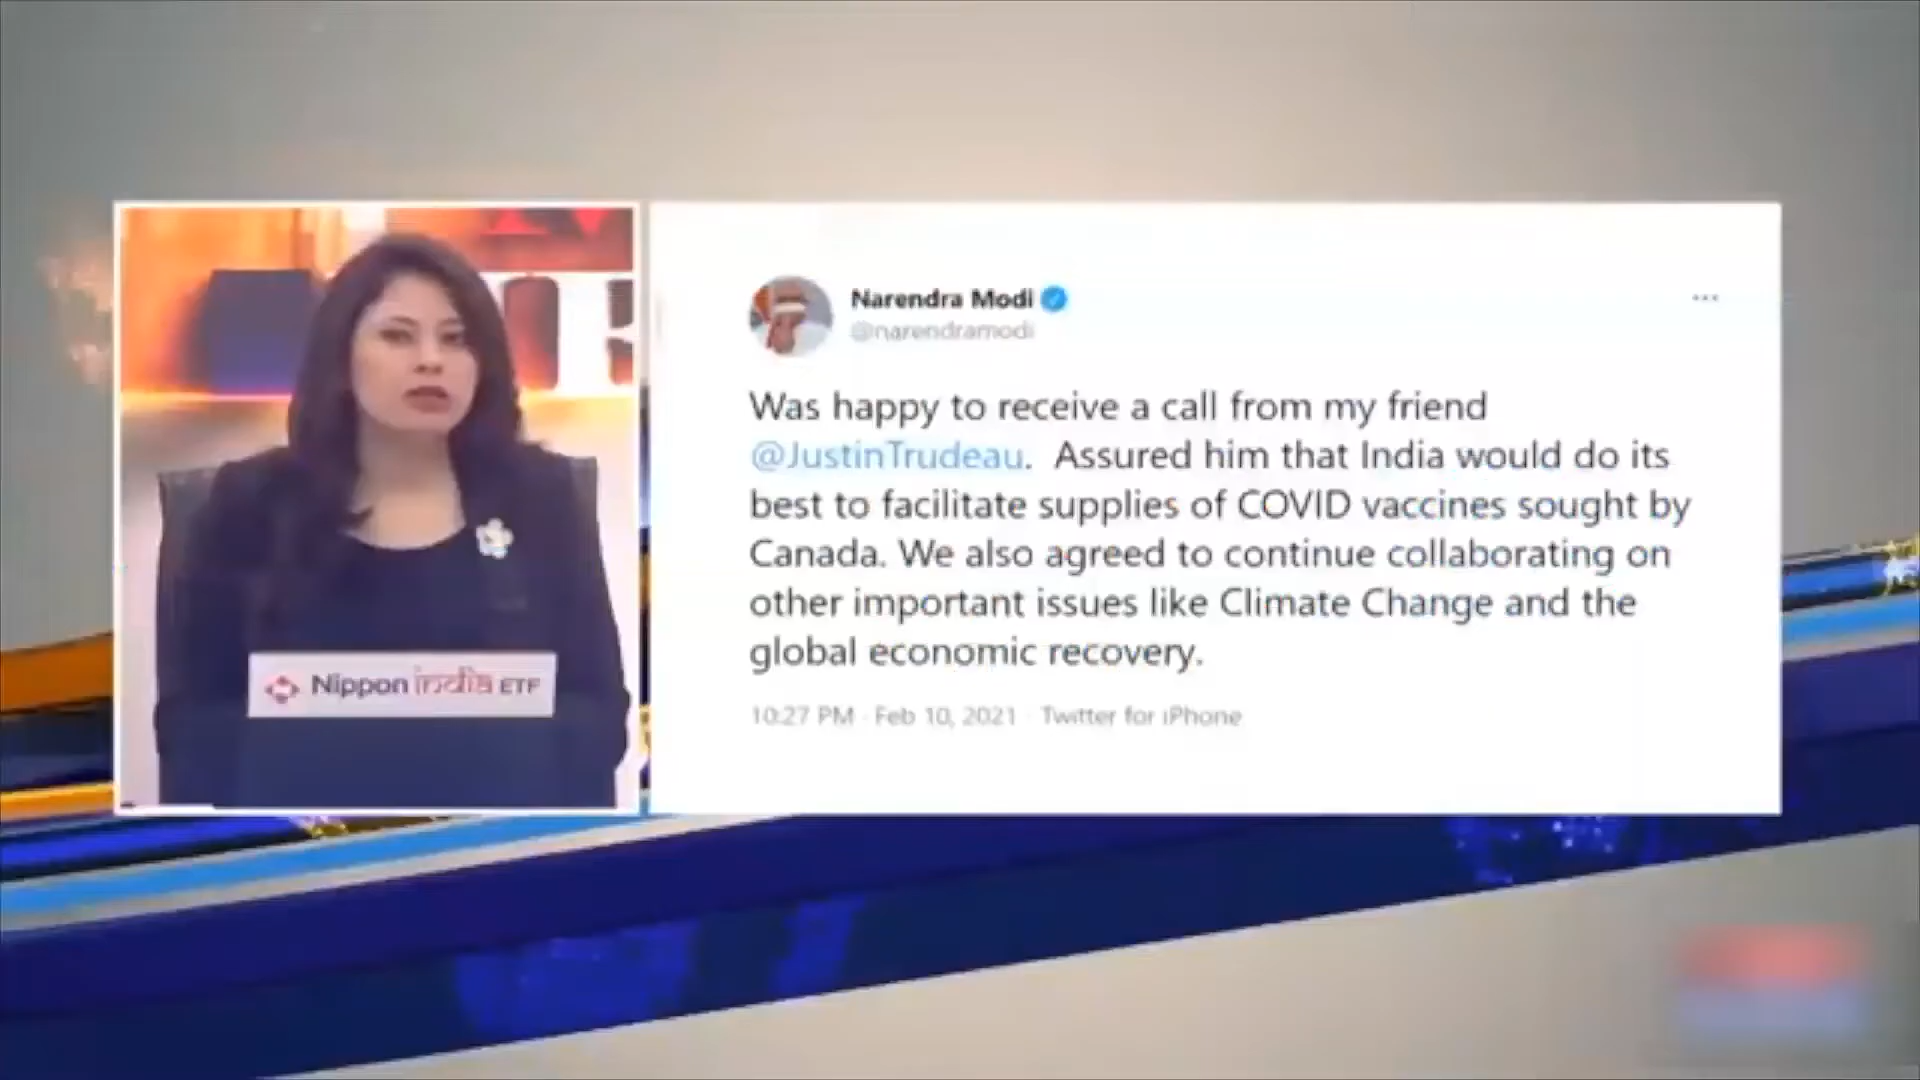 Narendra Modi
@narendramodi
Was happy to receive a call from my friend
@JustinTrudeau. Assured him that India would do its
best to facilitate supplies of COVID vaccines sought by
Canada. We also agreed to continue collaborating on
other important issues like Climate Change and the
global economic recovery.
10:27 PM · Feb 10, 2021 · Twitter for iPhone
Nippon india ETF